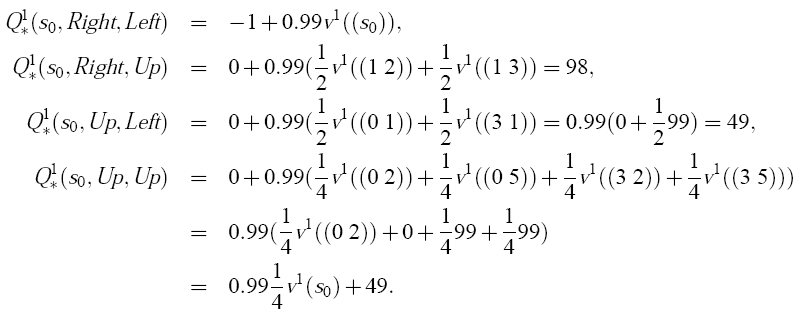 Q^1_*(s_0, Right, Left) = −1 + 0.99v^1((s_0)),
Q^1_*(s_0, Right, Up) = 0 + 0.99(1/2 v^1((1 2)) + 1/2 v^1((1 3)) = 98,
Q^1_*(s_0, Up, Left) = 0 + 0.99(1/2 v^1((0 1)) + 1/2 v^1((3 1)) = 0.99(0 + 1/2 99) = 49,
Q^1_*(s_0, Up, Up) = 0 + 0.99(1/4 v^1((0 2)) + 1/4 v^1((0 5)) + 1/4 v^1((3 2)) + 1/4 v^1((3 5)))
= 0.99(1/4 v^1((0 2)) + 0 + 1/4 99 + 1/4 99)
= 0.99 1/4 v^1(s_0) + 49.